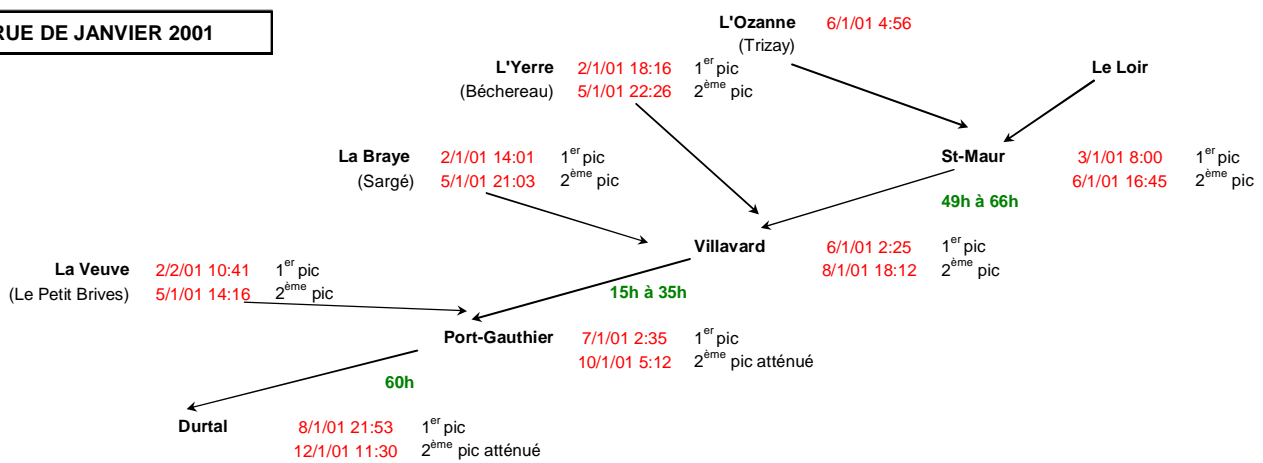 RUE DE JANVIER 2001
L'Ozanne 6/1/01 4:56
(Trizay)
L'Yerre 2/1/01 18:16 1er pic
(Béchereau) 5/1/01 22:26 2ème pic
Le Loir
La Braye 2/1/01 14:01 1er pic
(Sargé) 5/1/01 21:03 2ème pic
St-Maur 3/1/01 8:00 1er pic
6/1/01 16:45 2ème pic
49h à 66h
Villavard 6/1/01 2:25 1er pic
8/1/01 18:12 2ème pic
La Veuve 2/2/01 10:41 1er pic
(Le Petit Brives) 5/1/01 14:16 2ème pic
15h à 35h
Port-Gauthier 7/1/01 2:35 1er pic
10/1/01 5:12 2ème pic atténué
60h
Durtal 8/1/01 21:53 1er pic
12/1/01 11:30 2ème pic atténué